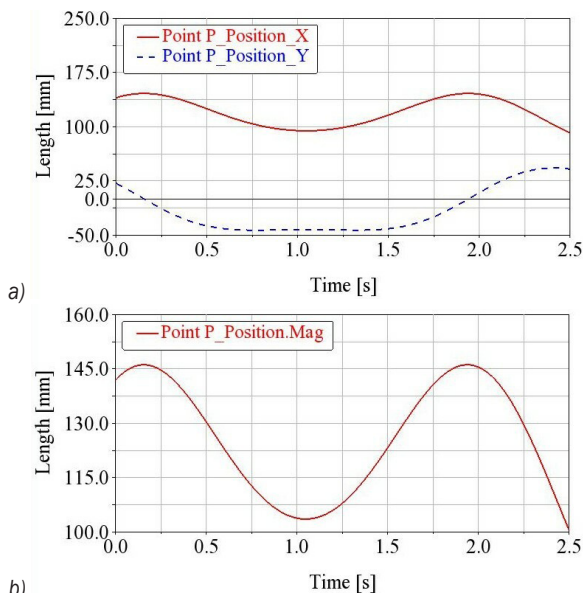 250.0
Point P_Position_X
Point P_Position_Y
175.0
Length [mm]
100.0
25.0
0.0
-50.0
0.0 0.5 1.0 1.5 2.0 2.5
Time [s]
a)
160.0
Point P_Position.Mag
145.0
Length [mm]
130.0
115.0
100.0
0.0 0.5 1.0 1.5 2.0 2.5
Time [s]
b)